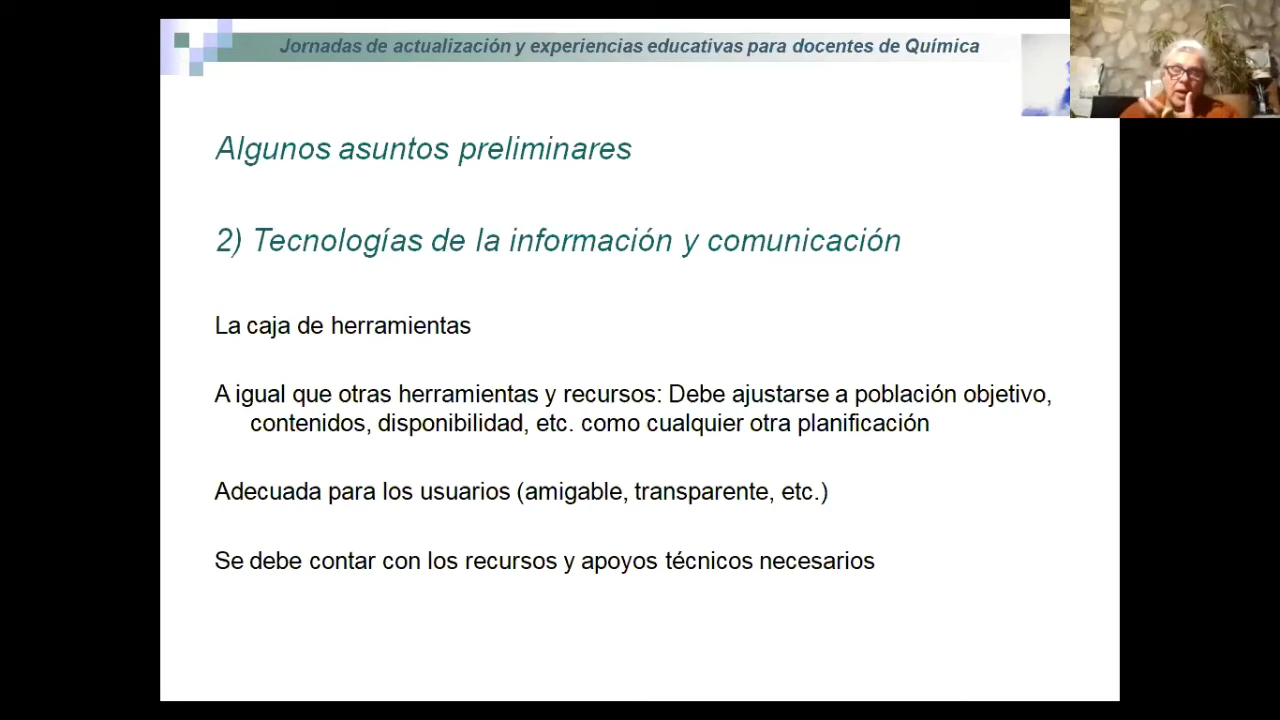 Jornadas de actualización y experiencias educativas para docentes de Química
Algunos asuntos preliminares
2) Tecnologías de la información y comunicación
La caja de herramientas
A igual que otras herramientas y recursos: Debe ajustarse a población objetivo,
contenidos, disponibilidad, etc. como cualquier otra planificación
Adecuada para los usuarios (amigable, transparente, etc.)
Se debe contar con los recursos y apoyos técnicos necesarios